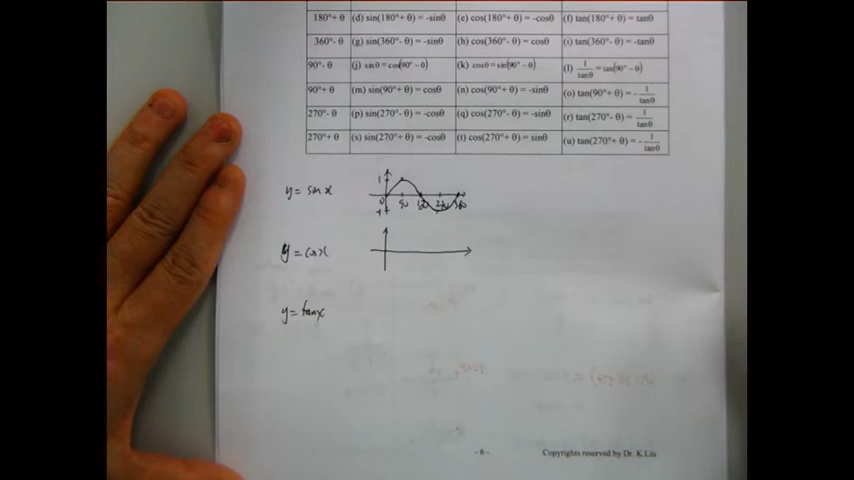 180°+ θ (d) sin(180°+ θ) = -sinθ (e) cos(180°+ θ) = -cosθ (f) tan(180°+ θ) = tanθ
360°- θ (g) sin(360°- θ) = -sinθ (h) cos(360°- θ) = cosθ (i) tan(360°- θ) = -tanθ
90°- θ (j) sinθ = cos(90° − θ) (k) cosθ = sin(90° − θ) (l) 1/tanθ = tan(90° − θ)
90°+ θ (m) sin(90°+ θ) = cosθ (n) cos(90°+ θ) = -sinθ (o) tan(90°+ θ) = - 1/tanθ
270°- θ (p) sin(270°- θ) = -cosθ (q) cos(270°- θ) = -sinθ (r) tan(270°- θ) = 1/tanθ
270°+ θ (s) sin(270°+ θ) = -cosθ (t) cos(270°+ θ) = sinθ (u) tan(270°+ θ) = - 1/tanθ
y = sin x
1
0 90 180 270 360
-1
y = cos x
y = tan x
- 6 - Copyrights reserved by Dr. K.Liu